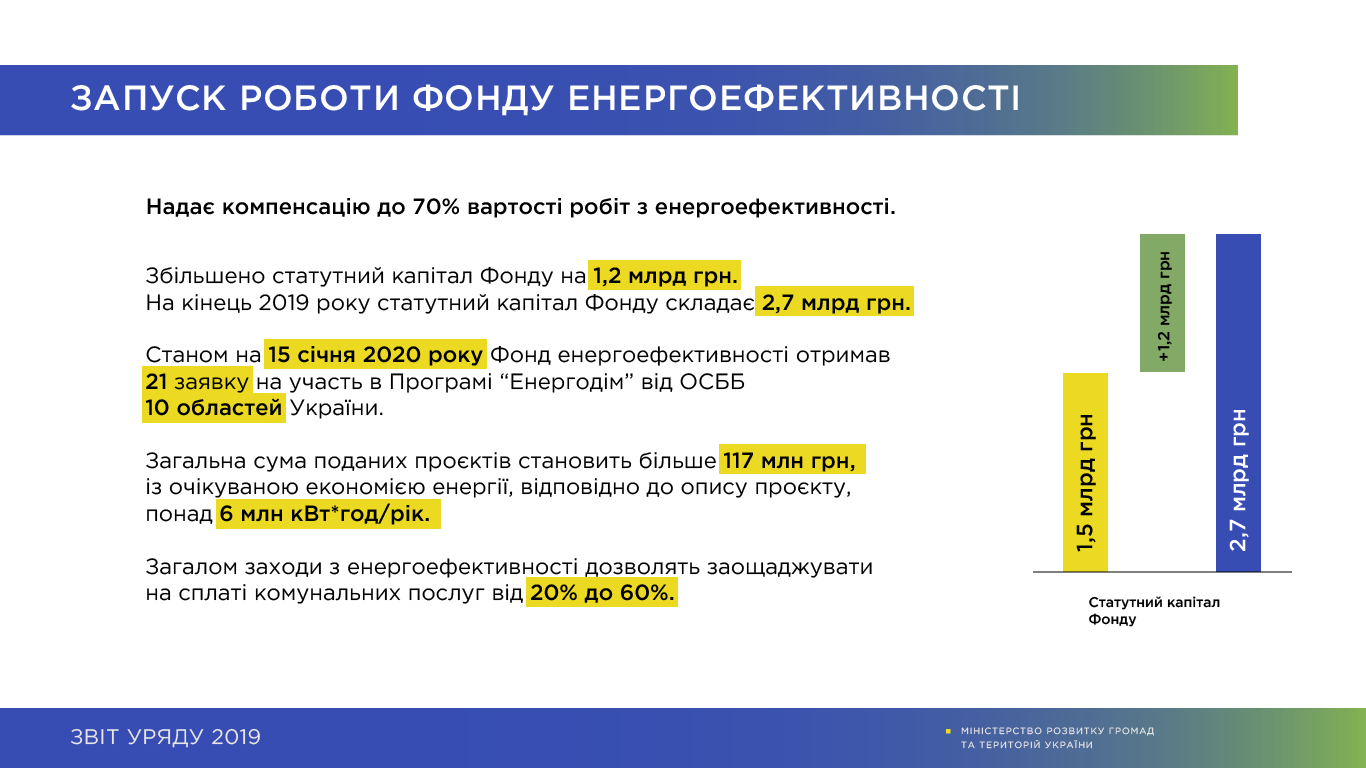 ЗАПУСК РОБОТИ ФОНДУ ЕНЕРГОЕФЕКТИВНОСТІ
Надає компенсацію до 70% вартості робіт з енергоефективності.
Збільшено статутний капітал Фонду на 1,2 млрд грн.
На кінець 2019 року статутний капітал Фонду складає 2,7 млрд грн.
Станом на 15 січня 2020 року Фонд енергоефективності отримав
21 заявку на участь в Програмі “Енергодім” від ОСББ
10 областей України.
Загальна сума поданих проєктів становить більше 117 млн грн,
із очікуваною економією енергії, відповідно до опису проєкту,
понад 6 млн кВт*год/рік.
Загалом заходи з енергоефективності дозволять заощаджувати
на сплаті комунальних послуг від 20% до 60%.
1,5 млрд грн
+1,2 млрд грн
2,7 млрд грн
Статутний капітал
Фонду
ЗВІТ УРЯДУ 2019
МІНІСТЕРСТВО РОЗВИТКУ ГРОМАД
ТА ТЕРИТОРІЙ УКРАЇНИ